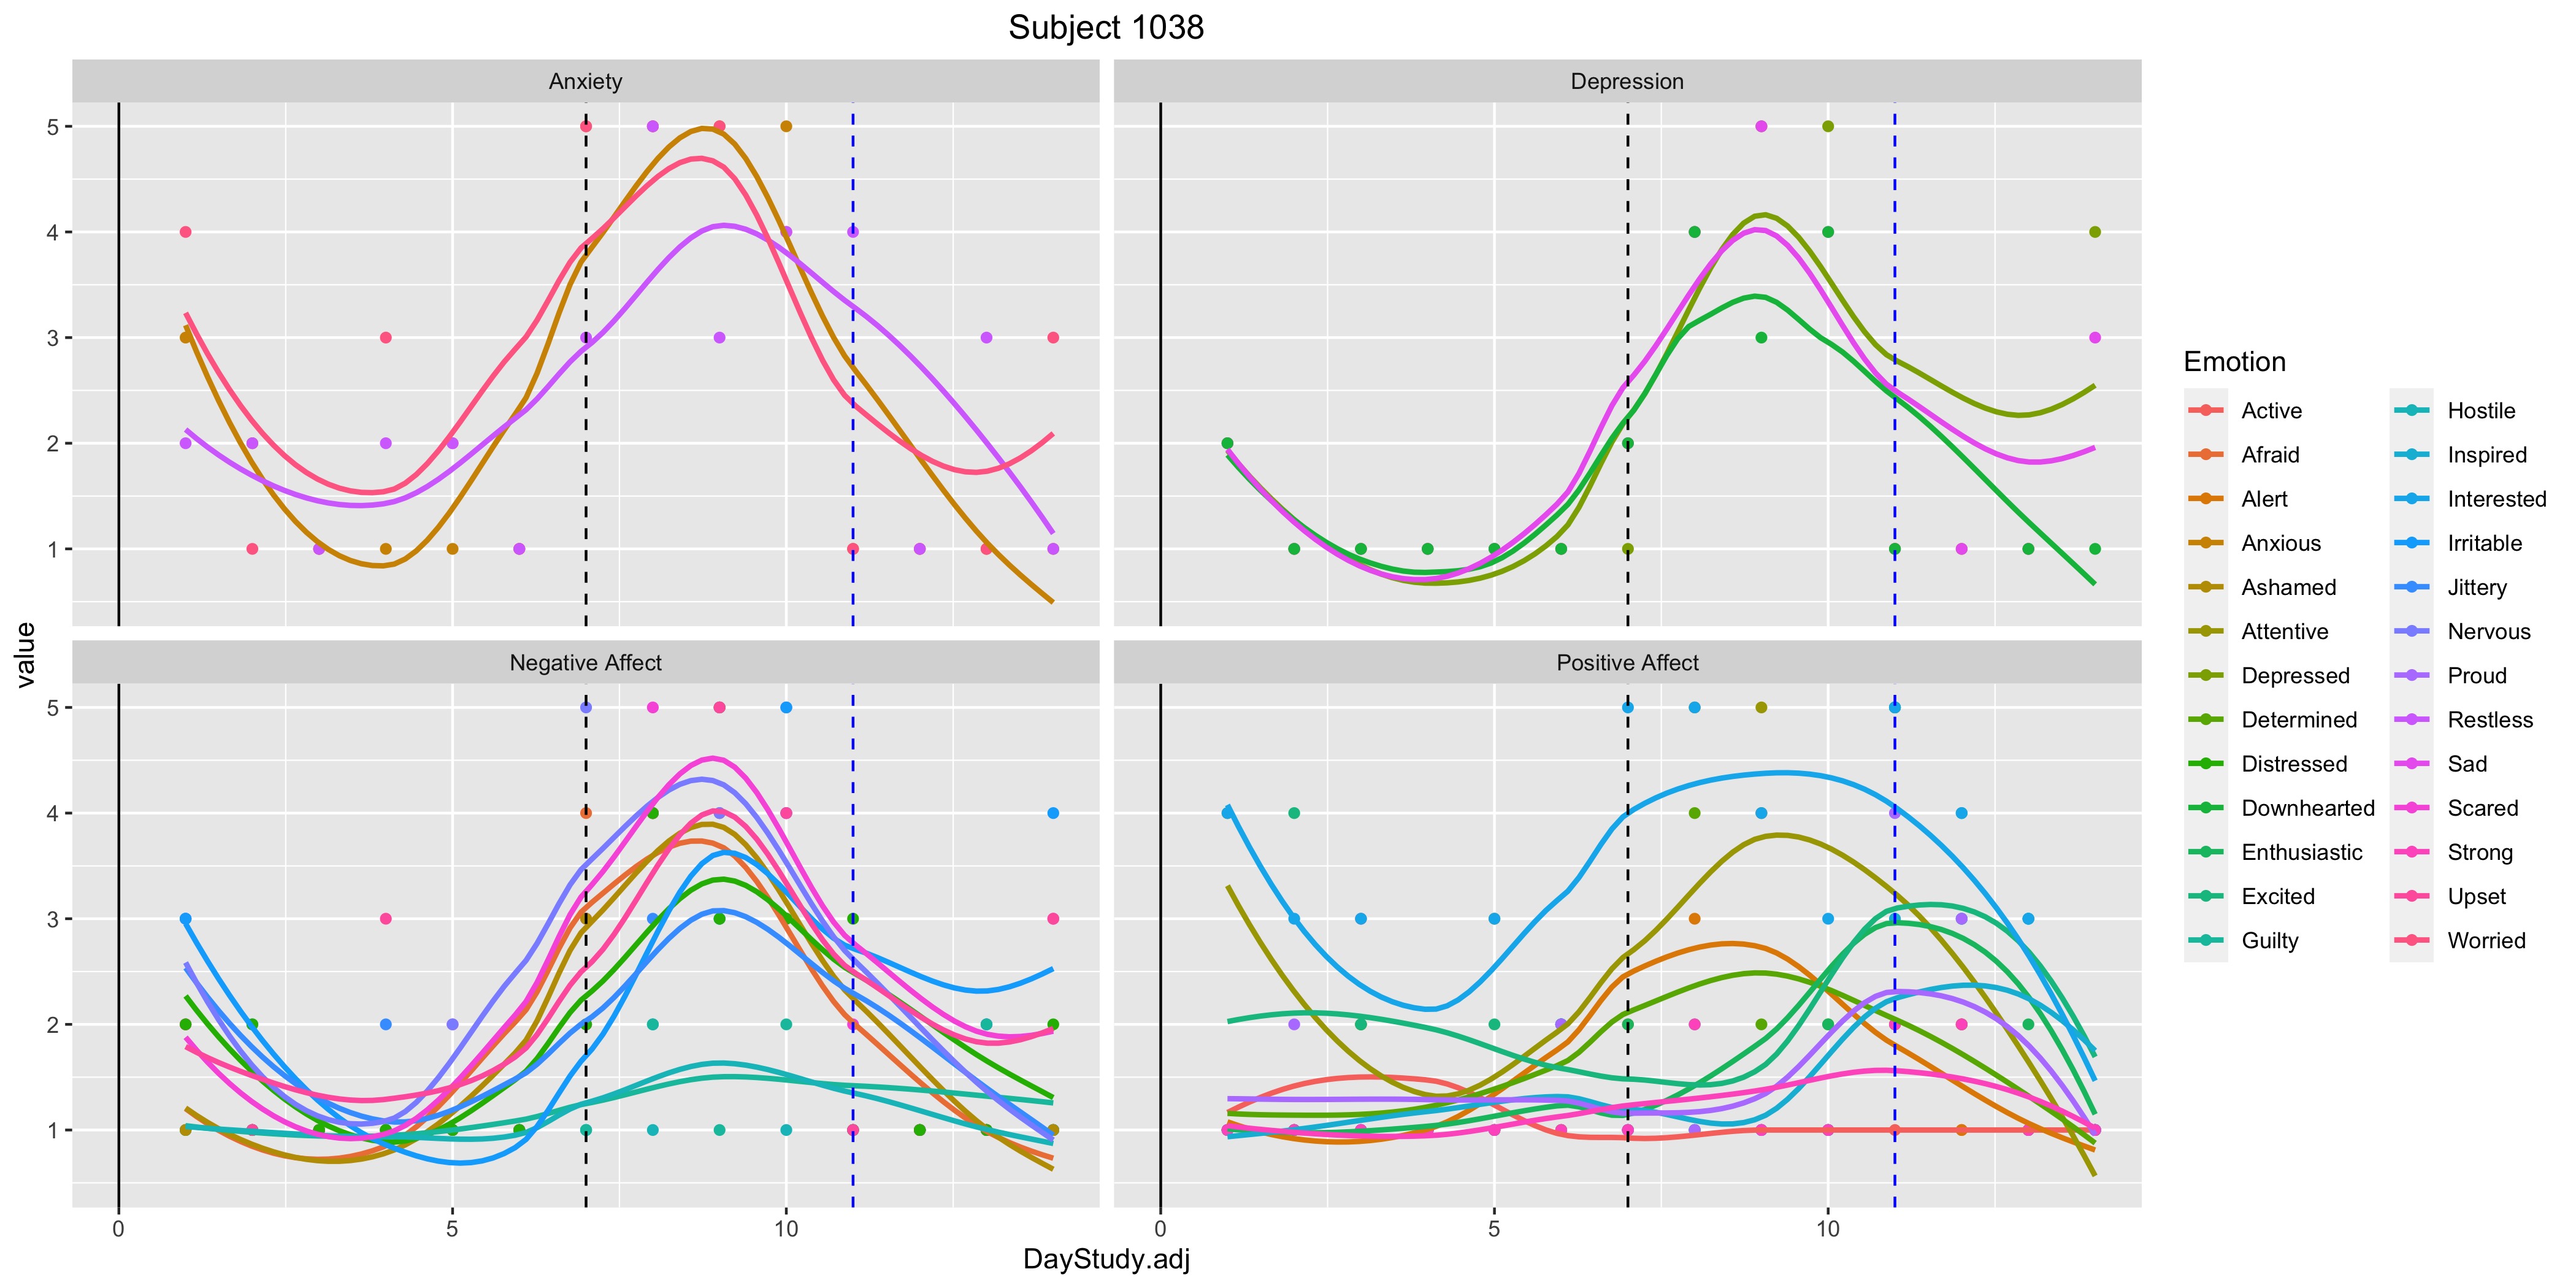 Subject 1038
Anxiety
Depression
5
4
3
2
1
Negative Affect
Positive Affect
5
4
3
2
1
0
5
10
0
5
10
value
DayStudy.adj
Emotion
Active
Afraid
Alert
Anxious
Ashamed
Attentive
Depressed
Determined
Distressed
Downhearted
Enthusiastic
Excited
Guilty
Hostile
Inspired
Interested
Irritable
Jittery
Nervous
Proud
Restless
Sad
Scared
Strong
Upset
Worried